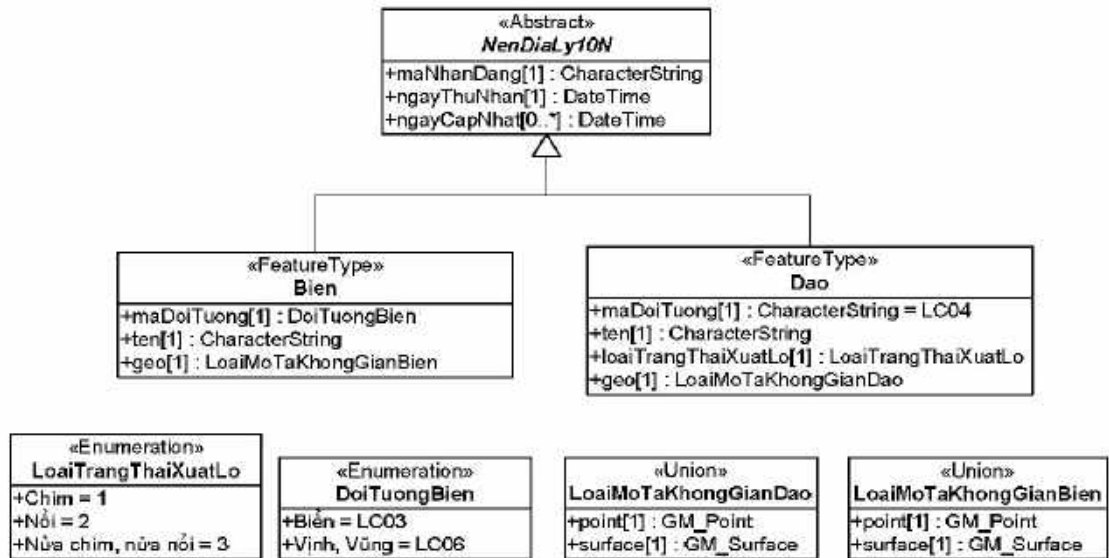 «Abstract»
NenDiaLy10N
+maNhanDang[1] : CharacterString
+ngayThuNhan[1] : DateTime
+ngayCapNhat[0..*] : DateTime
«FeatureType»
Bien
+maDoiTuong[1] : DoiTuongBien
+ten[1] : CharacterString
+geo[1] : LoaiMoTaKhongGianBien
«FeatureType»
Dao
+maDoiTuong[1] : CharacterString = LC04
+ten[1] : CharacterString
+loaiTrangThaiXuatLo[1] : LoaiTrangThaiXuatLo
+geo[1] : LoaiMoTaKhongGianDao
«Enumeration»
LoaiTrangThaiXuatLo
+Chìm = 1
+Nổi = 2
+Nửa chìm, nửa nổi = 3
«Enumeration»
DoiTuongBien
+Biển = LC03
+Vịnh, Vũng = LC06
«Union»
LoaiMoTaKhongGianDao
+point[1] : GM_Point
+surface[1] : GM_Surface
«Union»
LoaiMoTaKhongGianBien
+point[1] : GM_Point
+surface[1] : GM_Surface